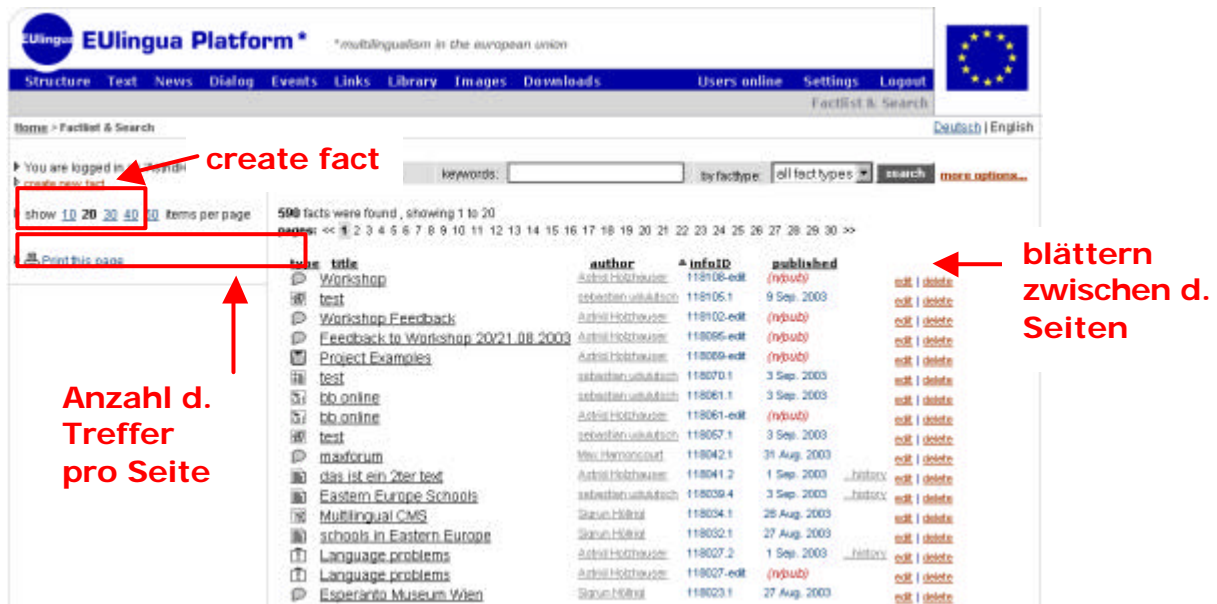 EUlingua EUlingua Platform* *multilingualism in the european union
Structure Text News Dialog Events Links Library Images Downloads Users online Settings Logout
Factlist & Search
Home > Factlist & Search Deutsch | English
You are logged in
create new fact
create fact
keywords: by facttype: all fact types search more options...
show 10 20 30 40 50 items per page
590 facts were found , showing 1 to 20
pages: << 1 2 3 4 5 6 7 8 9 10 11 12 13 14 15 16 17 18 19 20 21 22 23 24 25 26 27 28 29 30 >>
Print this page
type title author infoID published
Workshop Astrid Holzhauser 118108-edit (n/pub) edit | delete
test sebastian 118105.1 9 Sep. 2003 edit | delete
Workshop Feedback Astrid Holzhauser 118102-edit (n/pub) edit | delete
Feedback to Workshop 20/21.08.2003 Astrid Holzhauser 118095-edit (n/pub) edit | delete
Project Examples Astrid Holzhauser 118089-edit (n/pub) edit | delete
test sebastian 118070.1 3 Sep. 2003 edit | delete
bb online sebastian 118061.1 3 Sep. 2003 edit | delete
bb online Astrid Holzhauser 118061-edit (n/pub) edit | delete
test sebastian 118057.1 3 Sep. 2003 edit | delete
maxforum Max Harnoncourt 118042.1 31 Aug. 2003 edit | delete
das ist ein 2ter text Astrid Holzhauser 118041.2 1 Sep. 2003 ...history edit | delete
Eastern Europe Schools sebastian 118039.4 3 Sep. 2003 ...history edit | delete
Multilingual CMS Sigrun 118034.1 28 Aug. 2003 edit | delete
schools in Eastern Europe Sigrun 118032.1 27 Aug. 2003 edit | delete
Language problems Astrid Holzhauser 118027.2 1 Sep. 2003 ...history edit | delete
Language problems Astrid Holzhauser 118027-edit (n/pub) edit | delete
Esperanto Museum Wien Sigrun 118023.1 27 Aug. 2003 edit | delete
blättern
zwischen d.
Seiten
Anzahl d.
Treffer
pro Seite